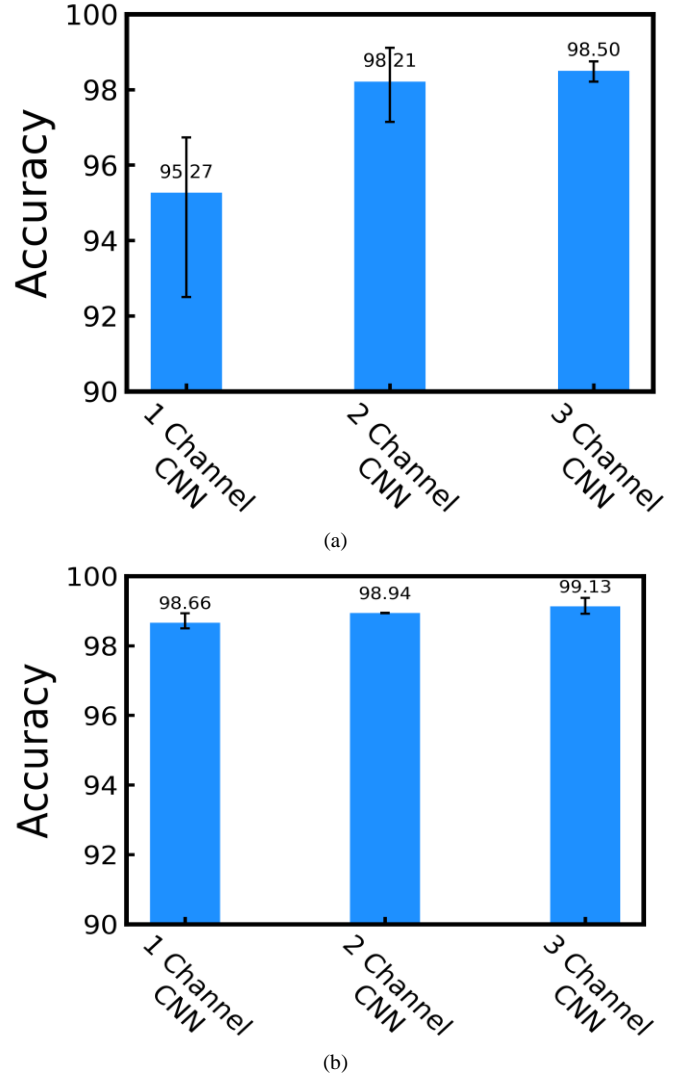 100
98
96
94
92
90
Accuracy
95.27
98.21
98.50
1 Channel
CNN
2 Channel
CNN
3 Channel
CNN
(a)
100
98
96
94
92
90
Accuracy
98.66
98.94
99.13
1 Channel
CNN
2 Channel
CNN
3 Channel
CNN
(b)